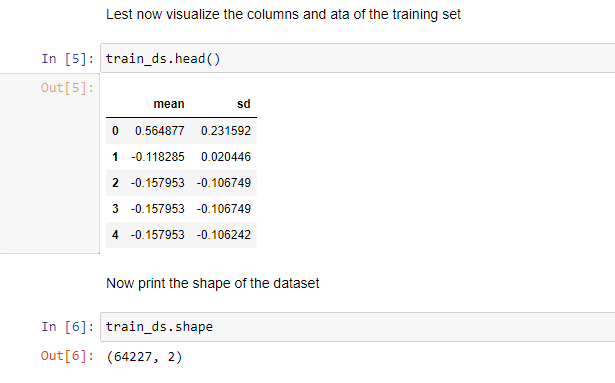 Lest now visualize the columns and ata of the training set
In [5]: train_ds.head()
Out[5]:
mean sd
0 0.564877 0.231592
1 -0.118285 0.020446
2 -0.157953 -0.106749
3 -0.157953 -0.106749
4 -0.157953 -0.106242
Now print the shape of the dataset
In [6]: train_ds.shape
Out[6]: (64227, 2)